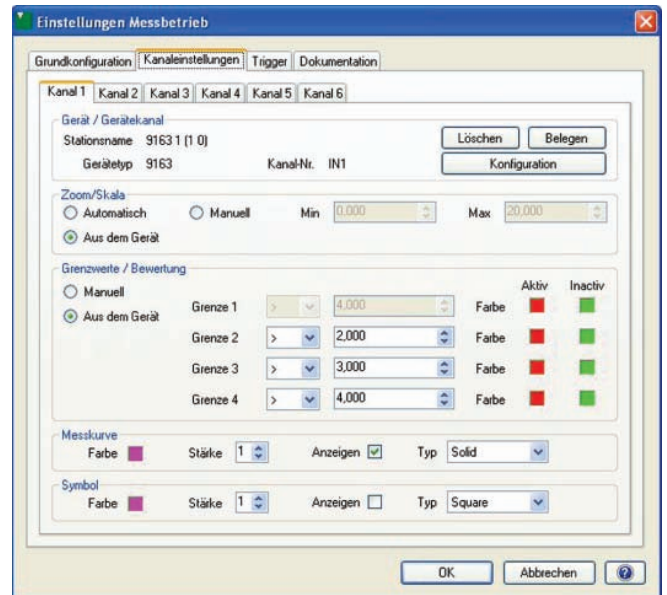 Einstellungen Messbetrieb
Grundkonfiguration Kanaleinstellungen Trigger Dokumentation
Kanal 1 Kanal 2 Kanal 3 Kanal 4 Kanal 5 Kanal 6
Gerät / Gerätekanal
Stationsname 9163 1 (1 0) Löschen Belegen
Gerätetyp 9163 Kanal-Nr. IN1 Konfiguration
Zoom/Skala
Automatisch Manuell Min 0,000 Max 20,000
Aus dem Gerät
Grenzwerte / Bewertung
Aktiv Inactiv
Manuell
Aus dem Gerät
Grenze 1 > 4,000 Farbe
Grenze 2 > 2,000 Farbe
Grenze 3 > 3,000 Farbe
Grenze 4 > 4,000 Farbe
Messkurve
Farbe Stärke 1 Anzeigen Typ Solid
Symbol
Farbe Stärke 1 Anzeigen Typ Square
OK Abbrechen ?